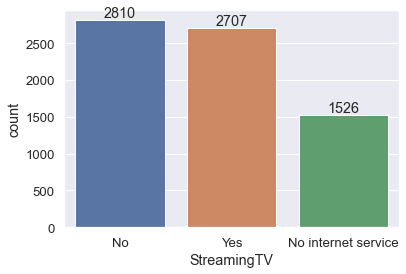 2810
2707
1526
2500
2000
1500
1000
500
0
count
No
Yes
No internet service
StreamingTV